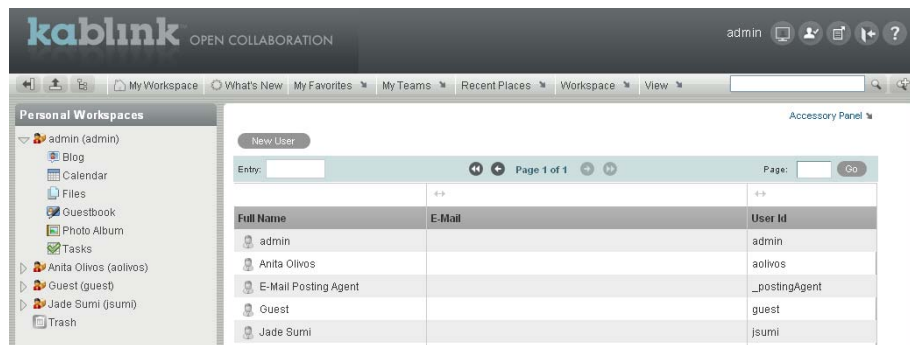 kablink OPEN COLLABORATION
admin ?
My Workspace What's New My Favorites My Teams Recent Places Workspace View
Personal Workspaces
admin (admin)
Blog
Calendar
Files
Guestbook
Photo Album
Tasks
Anita Olivos (aolivos)
Guest (guest)
Jade Sumi (jsumi)
Trash
Accessory Panel
New User
Entry: Page 1 of 1 Page: Go
Full Name E-Mail User Id
admin admin
Anita Olivos aolivos
E-Mail Posting Agent _postingAgent
Guest guest
Jade Sumi jsumi